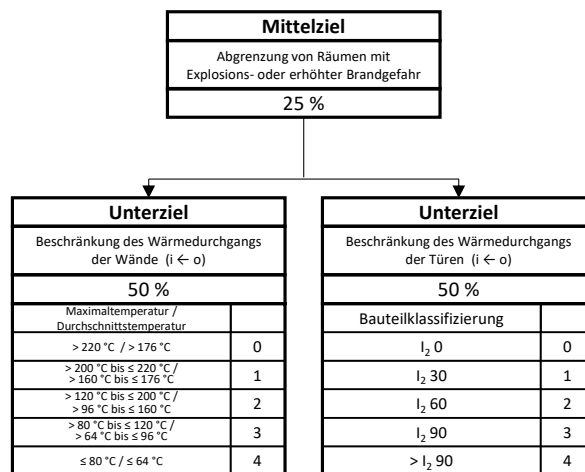 Mittelziel
Abgrenzung von Räumen mit
Explosions- oder erhöhter Brandgefahr
25 %
Unterziel
Beschränkung des Wärmedurchgangs
der Wände (i ← o)
50 %
Maximaltemperatur /
Durchschnittstemperatur
> 220 °C / > 176 °C 0
> 200 °C bis ≤ 220 °C /
> 160 °C bis ≤ 176 °C 1
> 120 °C bis ≤ 200 °C /
> 96 °C bis ≤ 160 °C 2
> 80 °C bis ≤ 120 °C /
> 64 °C bis ≤ 96 °C 3
≤ 80 °C / ≤ 64 °C 4
Unterziel
Beschränkung des Wärmedurchgangs
der Türen (i ← o)
50 %
Bauteilklassifizierung
I₂ 0 0
I₂ 30 1
I₂ 60 2
I₂ 90 3
> I₂ 90 4